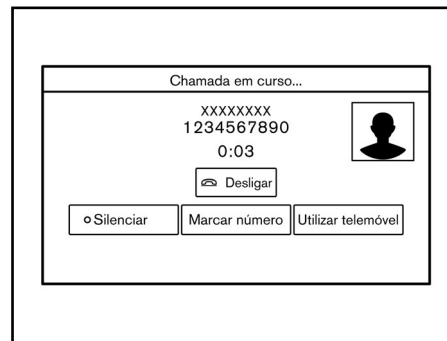 Chamada em curso...
XXXXXXXX
1234567890
0:03
Desligar
Silenciar Marcar número Utilizar telemóvel